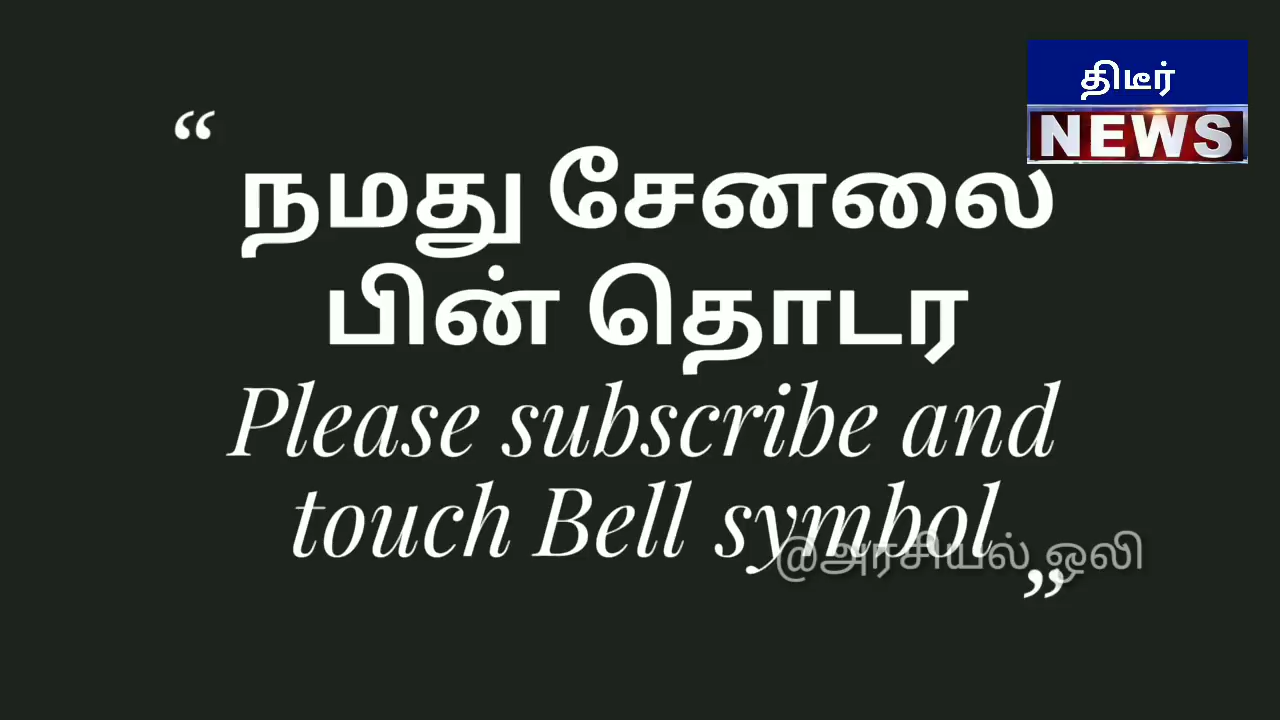 திடீர்
NEWS
“
நமது சேனலை
பின் தொடர
Please subscribe and
touch Bell symbol
@அரசியல் ஒலி
”